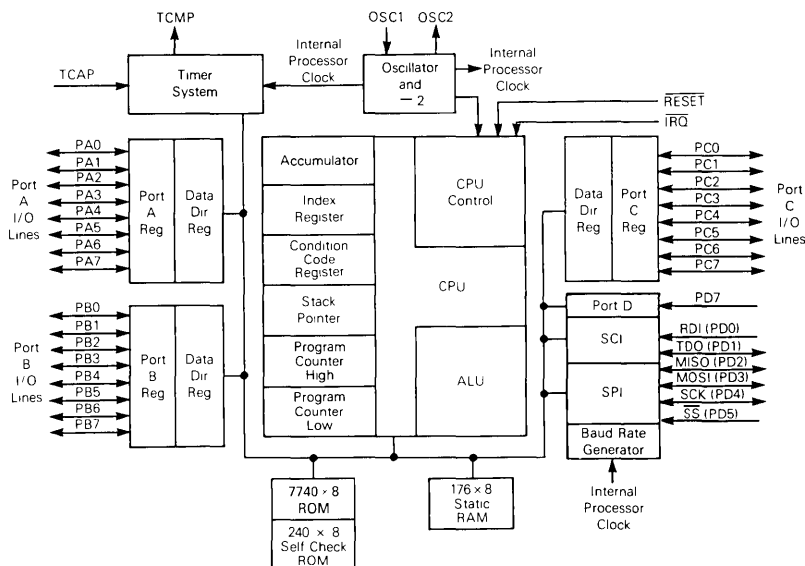 TCMP
OSC1 OSC2
TCAP
Timer
System
Internal
Processor
Clock
Oscillator
and
— 2
Internal
Processor
Clock
RESET
IRQ
Port
A
I/O
Lines
PA0
PA1
PA2
PA3
PA4
PA5
PA6
PA7
Port
A
Reg
Data
Dir
Reg
Accumulator
Index
Register
Condition
Code
Register
Stack
Pointer
Program
Counter
High
Program
Counter
Low
CPU
Control
CPU
ALU
Data
Dir
Reg
Port
C
Reg
PC0
PC1
PC2
PC3
PC4
PC5
PC6
PC7
Port
C
I/O
Lines
Port
B
I/O
Lines
PB0
PB1
PB2
PB3
PB4
PB5
PB6
PB7
Port
B
Reg
Data
Dir
Reg
Port D
SCI
SPI
Baud Rate
Generator
PD7
RDI (PD0)
TDO (PD1)
MISO (PD2)
MOSI (PD3)
SCK (PD4)
SS (PD5)
Internal
Processor
Clock
7740 × 8
ROM
240 × 8
Self Check
ROM
176 × 8
Static
RAM